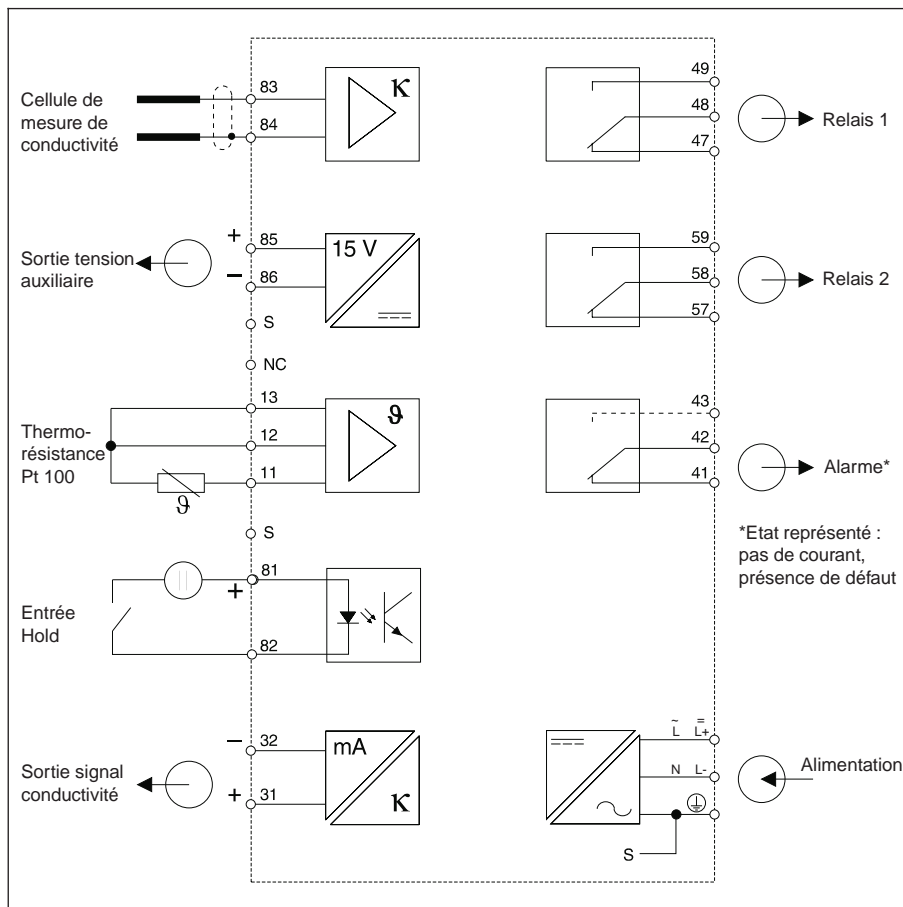 Cellule de
mesure de
conductivité
83
84
κ
Sortie tension
auxiliaire
+
85
−
86
15 V
S
NC
Thermo-
résistance
Pt 100
13
12
11
ϑ
ϑ
S
Entrée
Hold
81
+
82
Sortie signal
conductivité
−
32
+
31
mA
κ
49
48
47
Relais 1
59
58
57
Relais 2
43
42
41
Alarme*
*Etat représenté :
pas de courant,
présence de défaut
~ =
L L+
N L-
S
Alimentation